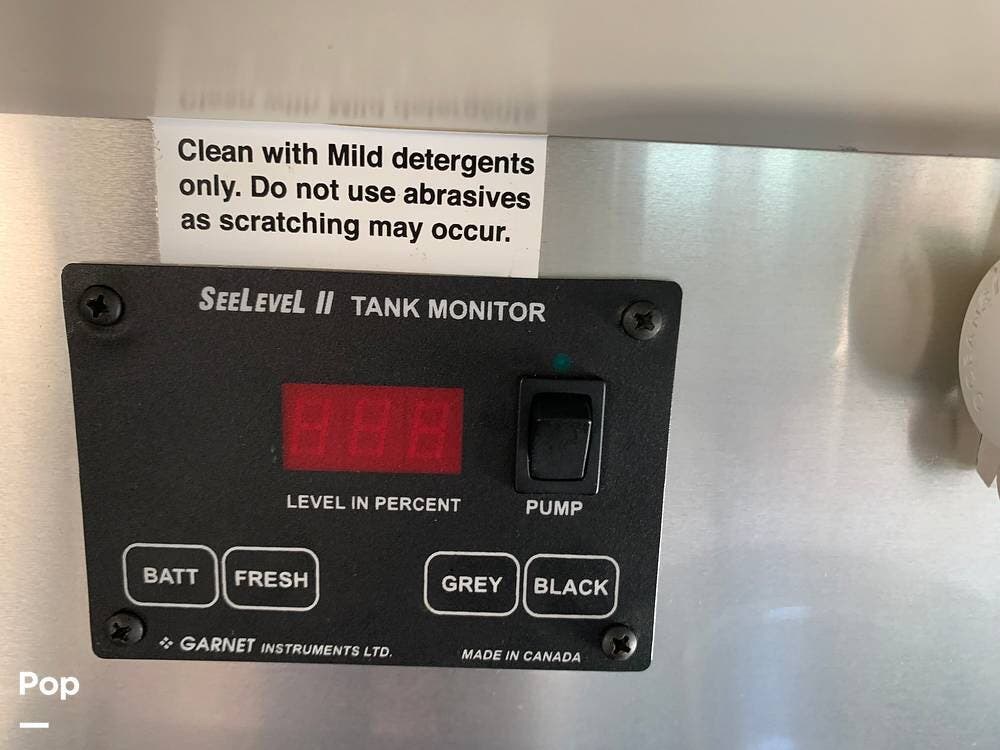 Clean with Mild detergents
only. Do not use abrasives
as scratching may occur.
SEELEVEL II TANK MONITOR
LEVEL IN PERCENT
PUMP
BATT
FRESH
GREY
BLACK
GARNET INSTRUMENTS LTD.
MADE IN CANADA
Pop